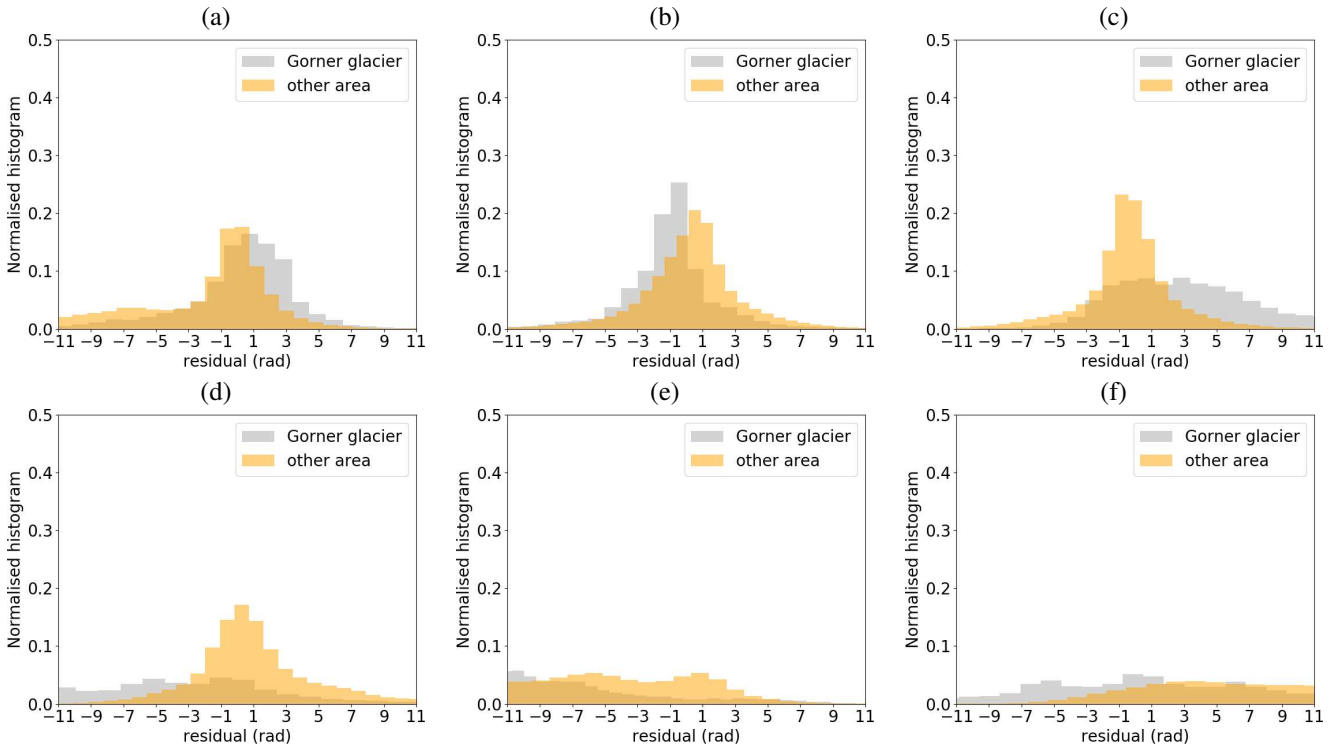 (a)
0.5
0.4
0.3
0.2
0.1
0.0
Normalised histogram
Gorner glacier
other area
−11 −9 −7 −5 −3 −1 1 3 5 7 9 11
residual (rad)
(b)
0.5
0.4
0.3
0.2
0.1
0.0
Normalised histogram
Gorner glacier
other area
−11 −9 −7 −5 −3 −1 1 3 5 7 9 11
residual (rad)
(c)
0.5
0.4
0.3
0.2
0.1
0.0
Normalised histogram
Gorner glacier
other area
−11 −9 −7 −5 −3 −1 1 3 5 7 9 11
residual (rad)
(d)
0.5
0.4
0.3
0.2
0.1
0.0
Normalised histogram
Gorner glacier
other area
−11 −9 −7 −5 −3 −1 1 3 5 7 9 11
residual (rad)
(e)
0.5
0.4
0.3
0.2
0.1
0.0
Normalised histogram
Gorner glacier
other area
−11 −9 −7 −5 −3 −1 1 3 5 7 9 11
residual (rad)
(f)
0.5
0.4
0.3
0.2
0.1
0.0
Normalised histogram
Gorner glacier
other area
−11 −9 −7 −5 −3 −1 1 3 5 7 9 11
residual (rad)